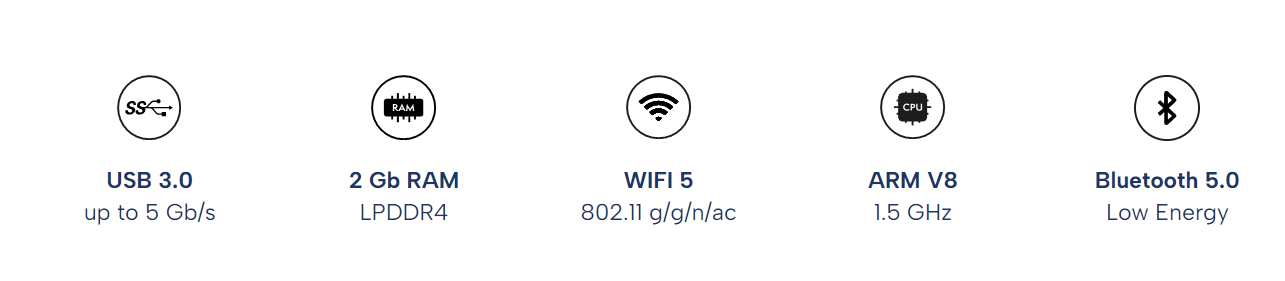 SS
RAM
CPU
USB 3.0
up to 5 Gb/s
2 Gb RAM
LPDDR4
WIFI 5
802.11 g/g/n/ac
ARM V8
1.5 GHz
Bluetooth 5.0
Low Energy